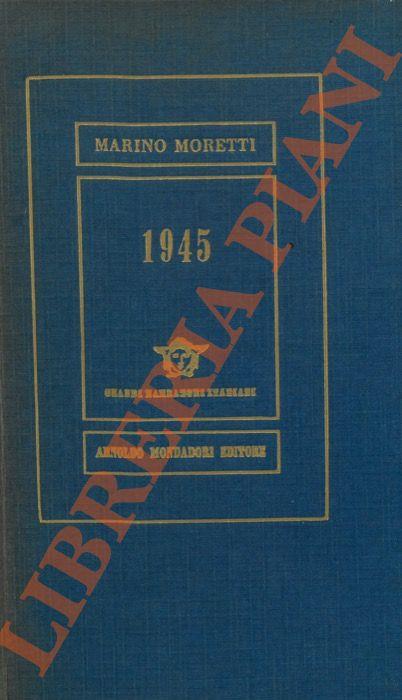 MARINO MORETTI
1945
GRANDI NARRATORI ITALIANI
ARNOLDO MONDADORI EDITORE
LIBRERIA PIANI